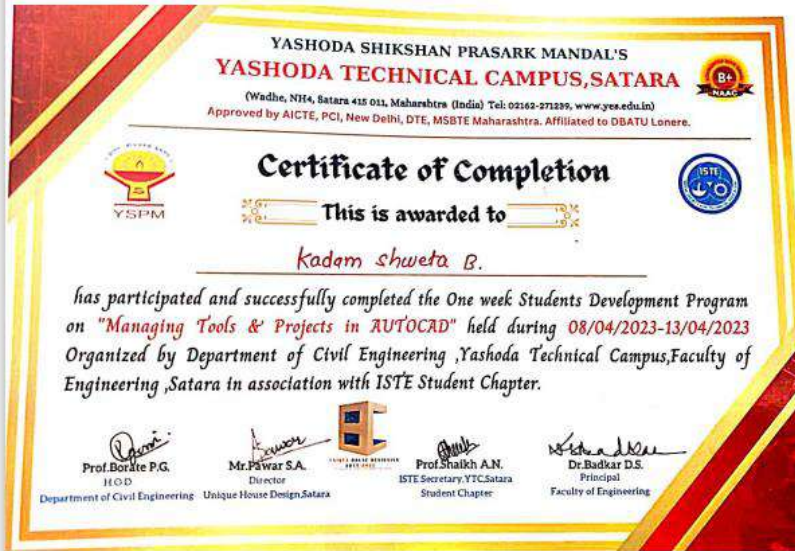 YASHODA SHIKSHAN PRASARK MANDAL'S
YASHODA TECHNICAL CAMPUS,SATARA
B+
NAAC
(Wadhe, NH4, Satara 415 011, Maharashtra (India) Tel: 02162-271239, www.yes.edu.in)
Approved by AICTE, PCI, New Delhi, DTE, MSBTE Maharashtra. Affiliated to DBATU Lonere.
YSPM
Certificate of Completion
ISTE
This is awarded to
Kadam shweta B.
has participated and successfully completed the One week Students Development Program
on "Managing Tools & Projects in AUTOCAD" held during 08/04/2023-13/04/2023
Organized by Department of Civil Engineering ,Yashoda Technical Campus,Faculty of
Engineering ,Satara in association with ISTE Student Chapter.
Prof.Borate P.G.
HOD
Department of Civil Engineering
Mr.Pawar S.A.
Director
Unique House Design,Satara
Prof.Shaikh A.N.
ISTE Secretary,YTC,Satara
Student Chapter
Dr.Badkar D.S.
Principal
Faculty of Engineering